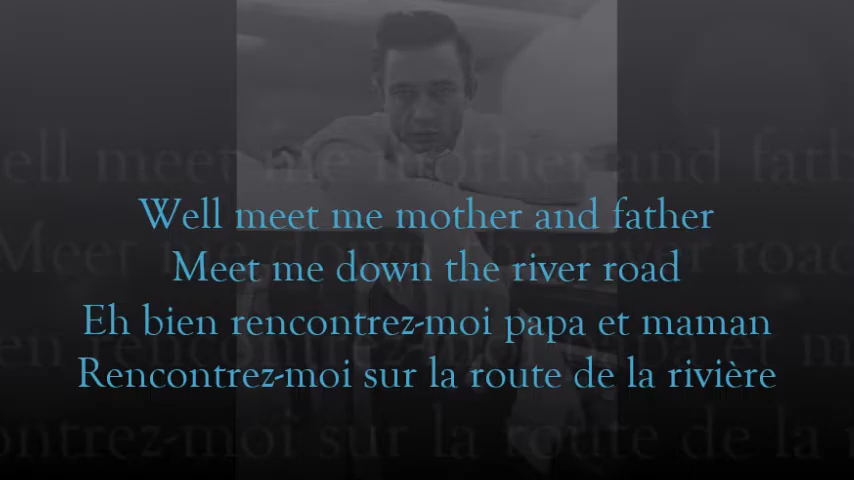 Well meet me mother and father
Meet me down the river road
Eh bien rencontrez-moi papa et maman
Rencontrez-moi sur la route de la rivière